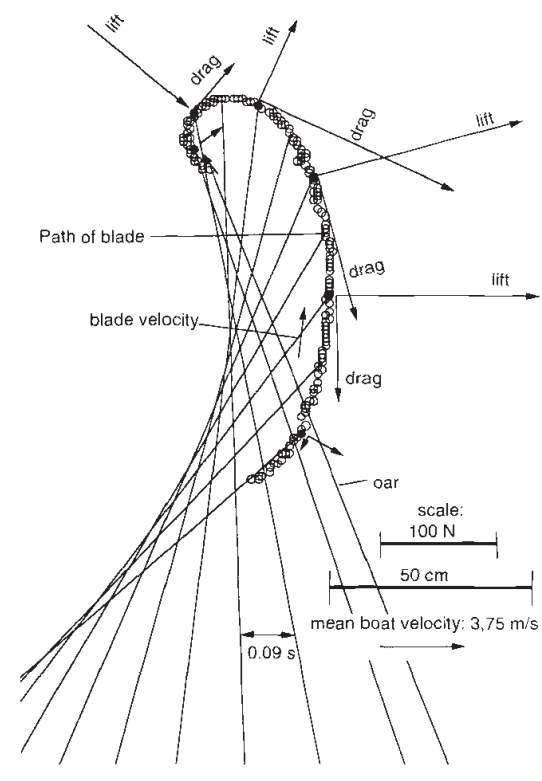 lift
drag
lift
drag
lift
Path of blade
drag
lift
blade velocity
drag
oar
scale:
100 N
50 cm
mean boat velocity: 3,75 m/s
0.09 s